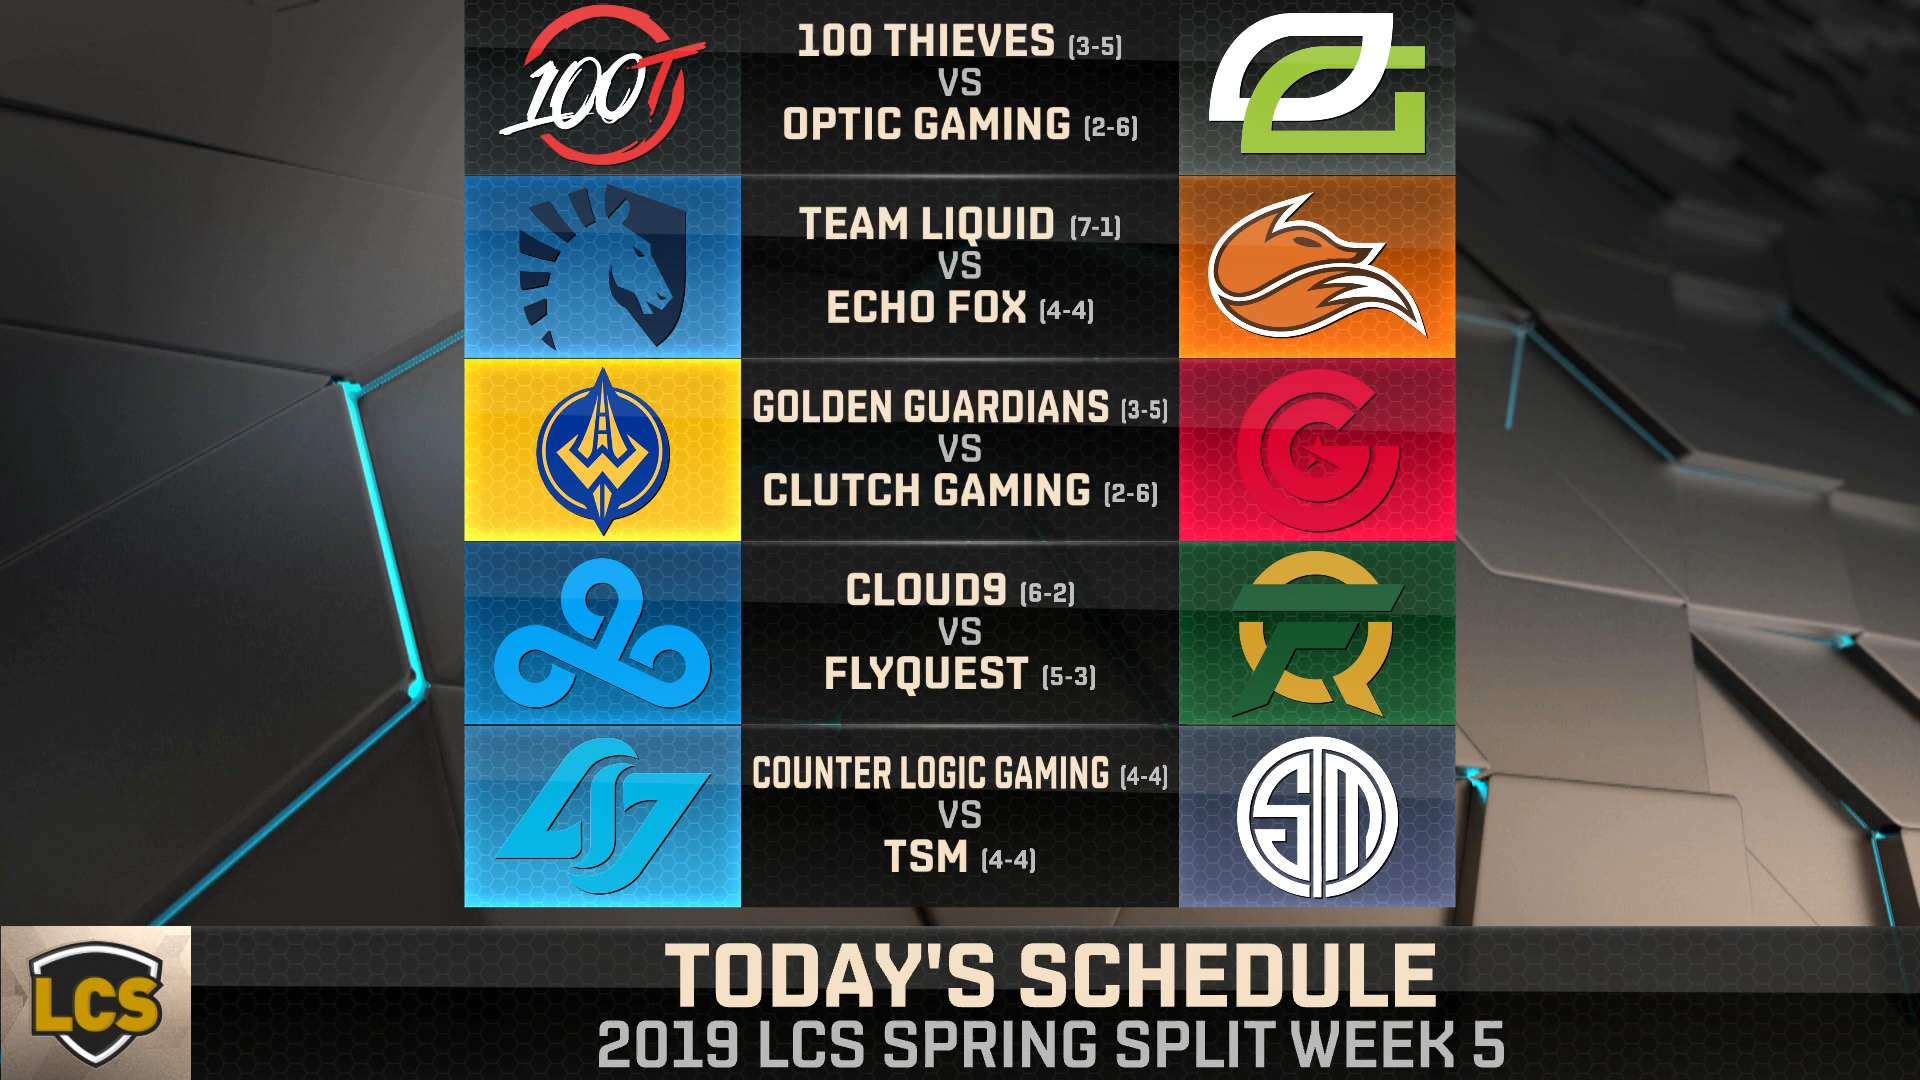 100T
100 THIEVES (3-5)
VS
OPTIC GAMING (2-6)
TEAM LIQUID (7-1)
VS
ECHO FOX (4-4)
GOLDEN GUARDIANS (3-5)
VS
CLUTCH GAMING (2-6)
CLOUD9 (6-2)
VS
FLYQUEST (5-3)
COUNTER LOGIC GAMING (4-4)
VS
TSM (4-4)
TSM
LCS
TODAY'S SCHEDULE
2019 LCS SPRING SPLIT WEEK 5